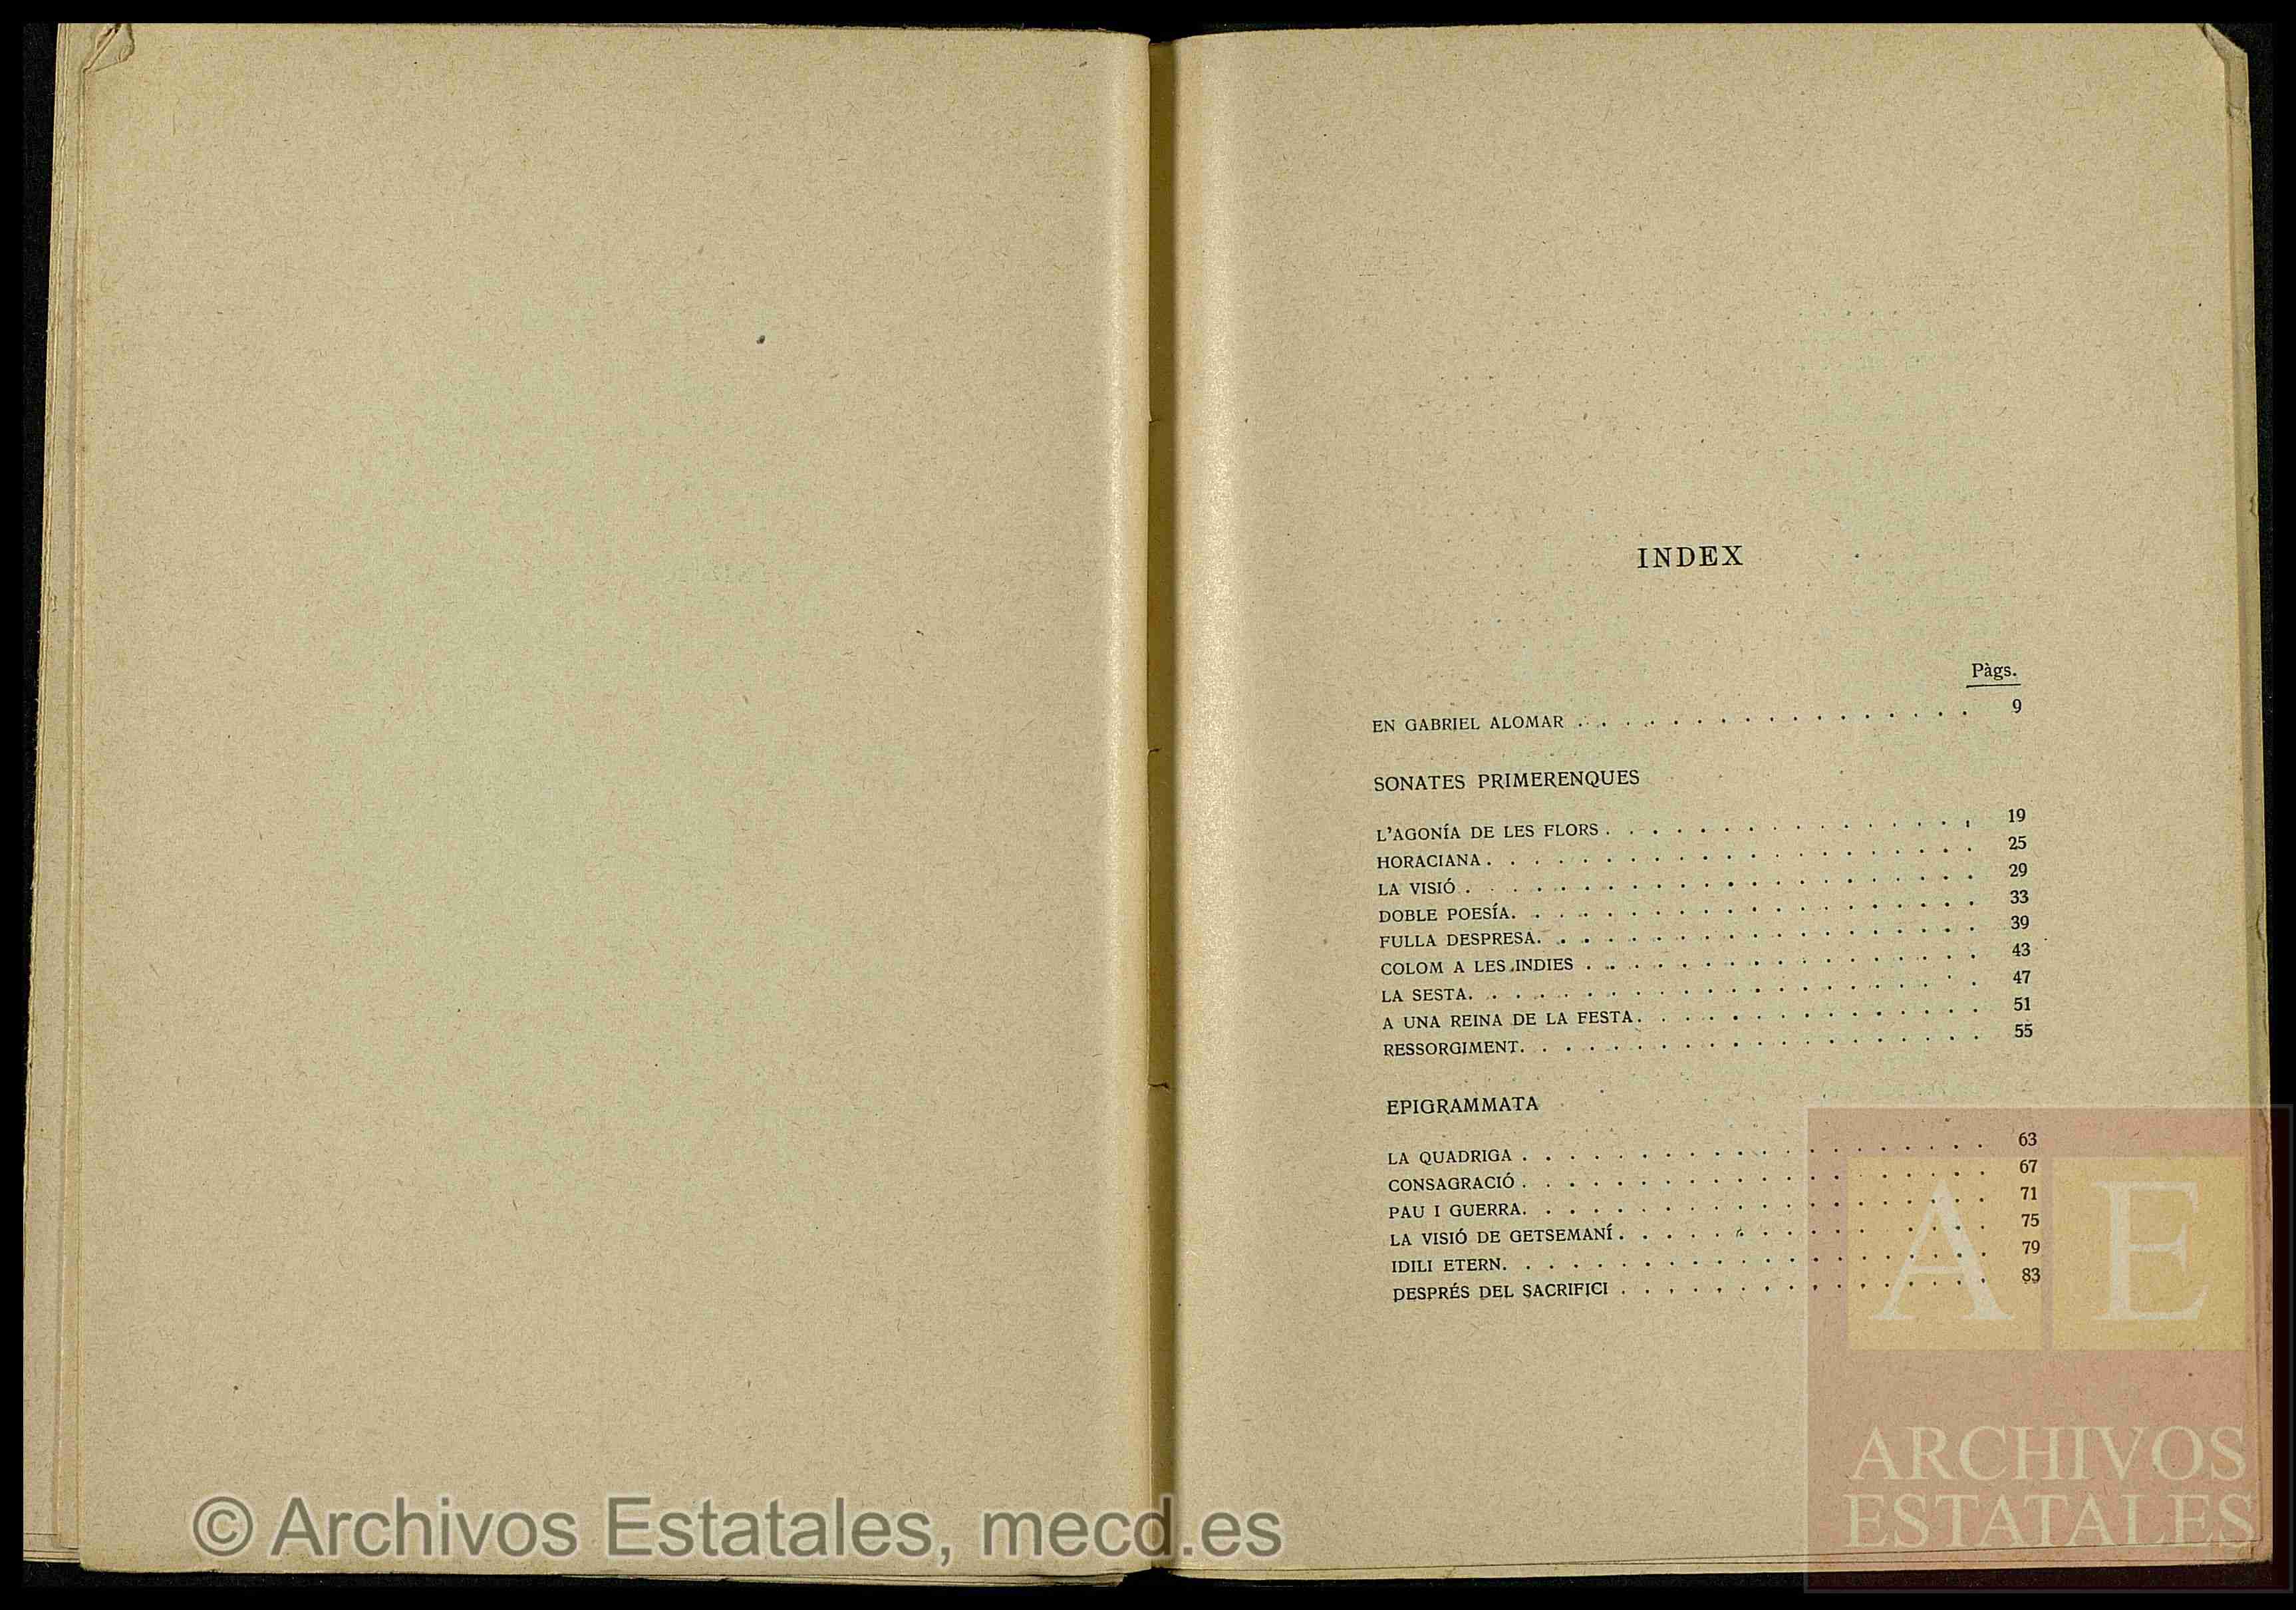 INDEX
Pàgs.
EN GABRIEL ALOMAR . . . . . . . . . . . . . . . . . 9
SONATES PRIMERENQUES
L'AGONÍA DE LES FLORS . . . . . . . . . . . . . . . . 19
HORACIANA . . . . . . . . . . . . . . . . . . . . . 25
LA VISIÓ . . . . . . . . . . . . . . . . . . . . . . 29
DOBLE POESÍA. . . . . . . . . . . . . . . . . . . . 33
FULLA DESPRESA. . . . . . . . . . . . . . . . . . . 39
COLOM A LES INDIES . . . . . . . . . . . . . . . . . 43
LA SESTA. . . . . . . . . . . . . . . . . . . . . . 47
A UNA REINA DE LA FESTA. . . . . . . . . . . . . . . 51
RESSORGIMENT. . . . . . . . . . . . . . . . . . . . 55
EPIGRAMMATA
LA QUADRIGA . . . . . . . . . . . . . . . . . . . . 63
CONSAGRACIÓ . . . . . . . . . . . . . . . . . . . . 67
PAU I GUERRA. . . . . . . . . . . . . . . . . . . . 71
LA VISIÓ DE GETSEMANÍ . . . . . . . . . . . . . . . . 75
IDILI ETERN. . . . . . . . . . . . . . . . . . . . . 79
DESPRÉS DEL SACRIFICI . . . . . . . . . . . . . . . . 83
A E
ARCHIVOS
ESTATALES
© Archivos Estatales, mecd.es